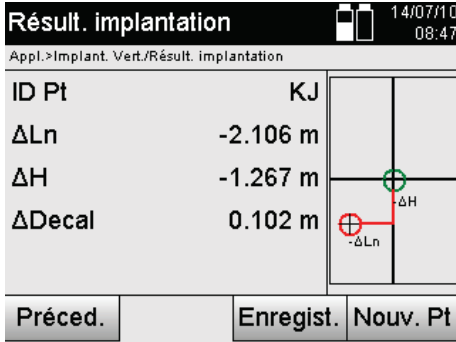 Résult. implantation
14/07/10
08:47
Appl.>Implant. Vert./Résult. implantation
ID Pt KJ
ΔLn -2.106 m
ΔH -1.267 m
ΔDecal 0.102 m
-ΔH
-ΔLn
Précéd. Enregist. Nouv. Pt